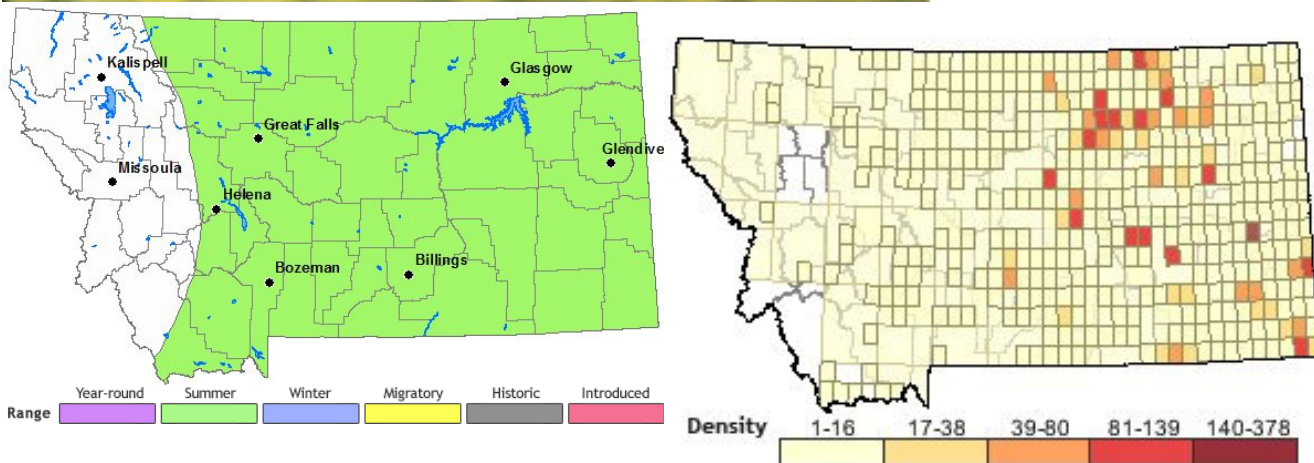 Kalispell
Glasgow
Great Falls
Glendive
Missoula
Helena
Billings
Bozeman
Year-round Summer Winter Migratory Historic Introduced
Range
Density 1-16 17-38 39-80 81-139 140-378